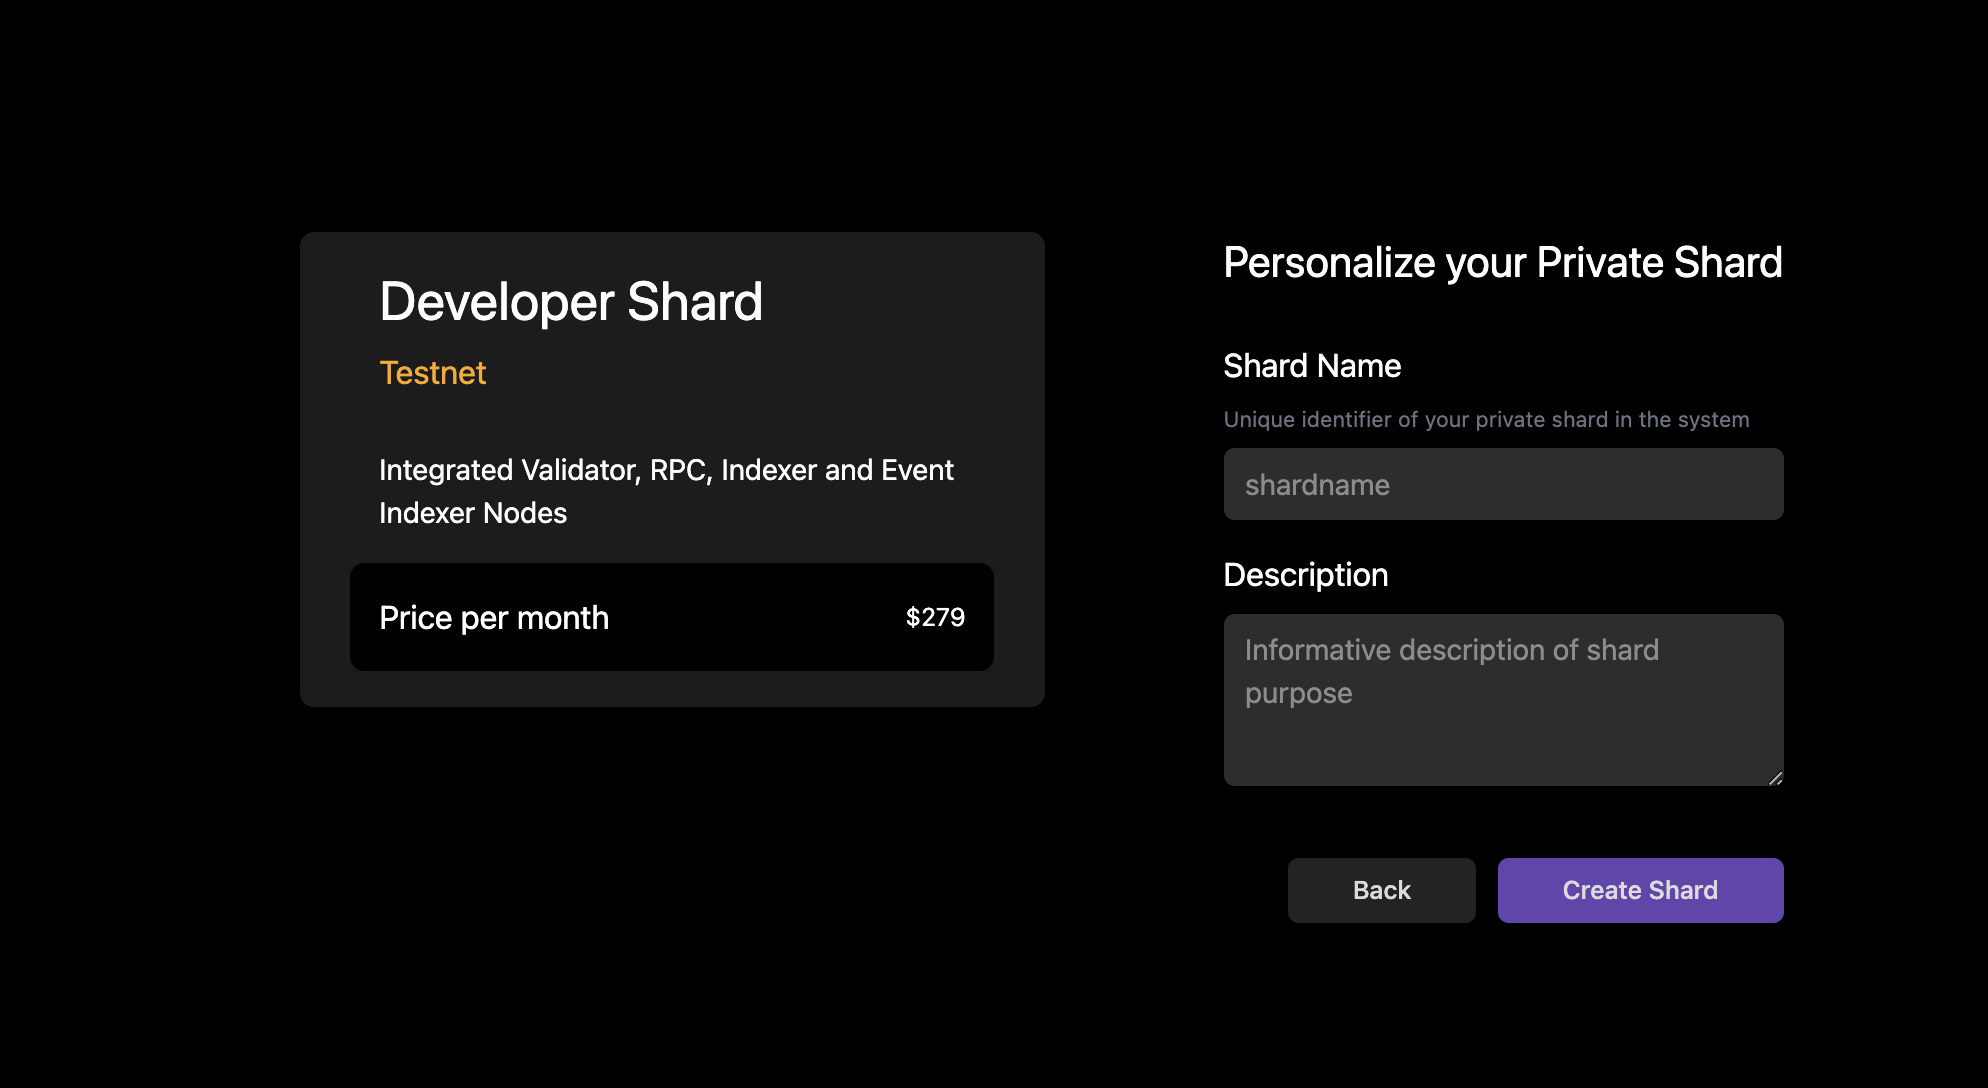 Developer Shard
Testnet
Integrated Validator, RPC, Indexer and Event
Indexer Nodes
Price per month
$279
Personalize your Private Shard
Shard Name
Unique identifier of your private shard in the system
shardname
Description
Informative description of shard
purpose
Back
Create Shard